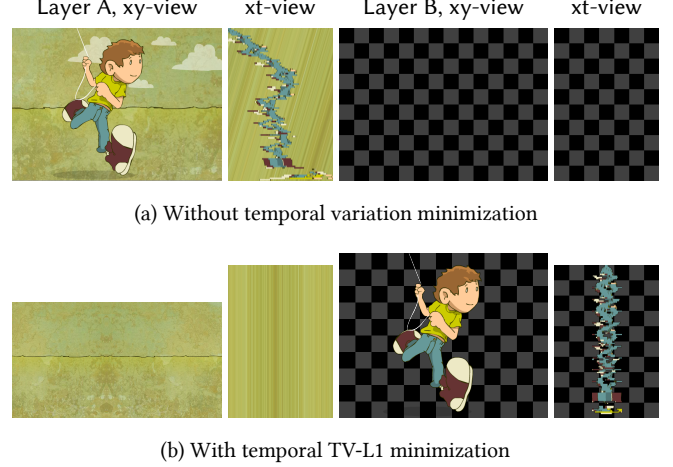 Layer A, xy-view xt-view Layer B, xy-view xt-view
(a) Without temporal variation minimization
(b) With temporal TV-L1 minimization